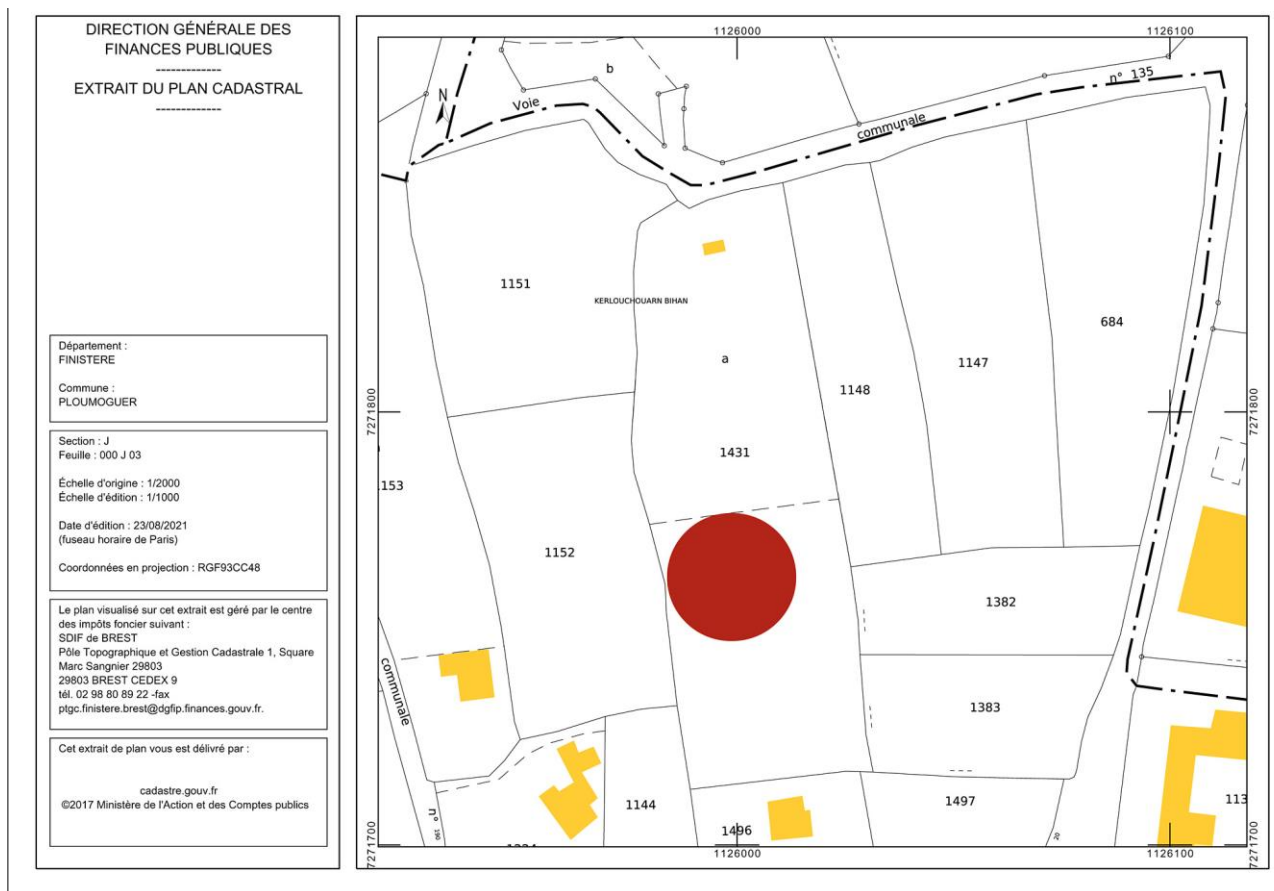 DIRECTION GÉNÉRALE DES
FINANCES PUBLIQUES
-------------
EXTRAIT DU PLAN CADASTRAL
-------------
Département :
FINISTERE
Commune :
PLOUMOGUER
Section : J
Feuille : 000 J 03
Échelle d'origine : 1/2000
Échelle d'édition : 1/1000
Date d'édition : 23/08/2021
(fuseau horaire de Paris)
Coordonnées en projection : RGF93CC48
Le plan visualisé sur cet extrait est géré par le centre
des impôts foncier suivant :
SDIF de BREST
Pôle Topographique et Gestion Cadastrale 1, Square
Marc Sangnier 29803
29803 BREST CEDEX 9
tél. 02 98 80 89 22 -fax
ptgc.finistere.brest@dgfip.finances.gouv.fr.
Cet extrait de plan vous est délivré par :
cadastre.gouv.fr
©2017 Ministère de l'Action et des Comptes publics
1126000
1126100
b
n° 135
N
Voie
communale
1151
KERLOUCHOUARN BIHAN
684
a
1147
1148
7271800
7271800
1431
1153
1152
1382
communale
1383
n° 190
1144
1497
113
1496
20
7271700
7271700
1126000
1126100